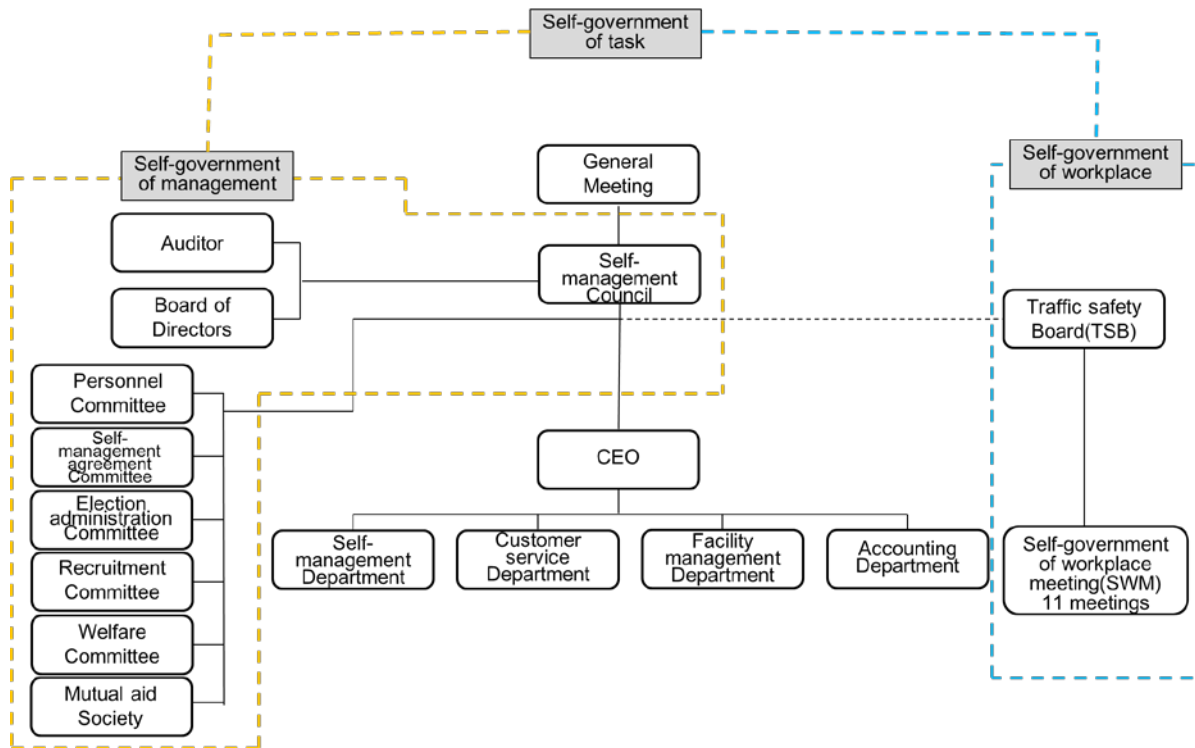 Self-government
of task
Self-government
of management
General
Meeting
Self-government
of workplace
Auditor
Self-
management
Council
Board of
Directors
Traffic safety
Board(TSB)
Personnel
Committee
Self-
management
agreement
Committee
CEO
Election
administration
Committee
Self-
management
Department
Customer
service
Department
Facility
management
Department
Accounting
Department
Self-government
of workplace
meeting(SWM)
11 meetings
Recruitment
Committee
Welfare
Committee
Mutual aid
Society